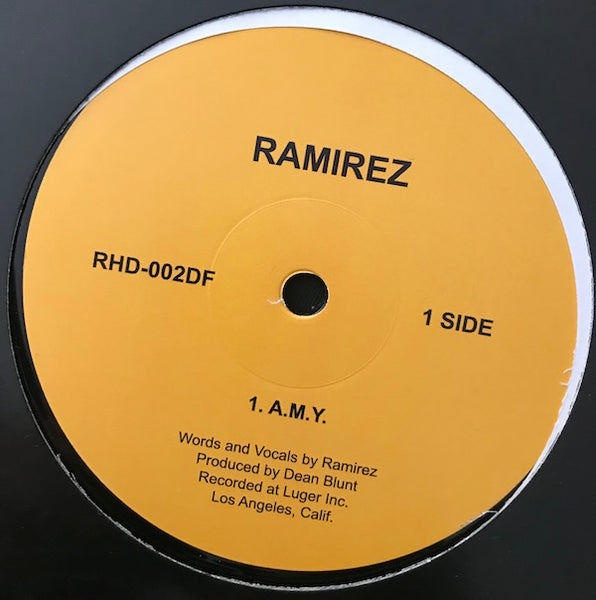 RAMIREZ
RHD-002DF
1 SIDE
1. A.M.Y.
Words and Vocals by Ramirez
Produced by Dean Blunt
Recorded at Luger Inc.
Los Angeles, Calif.